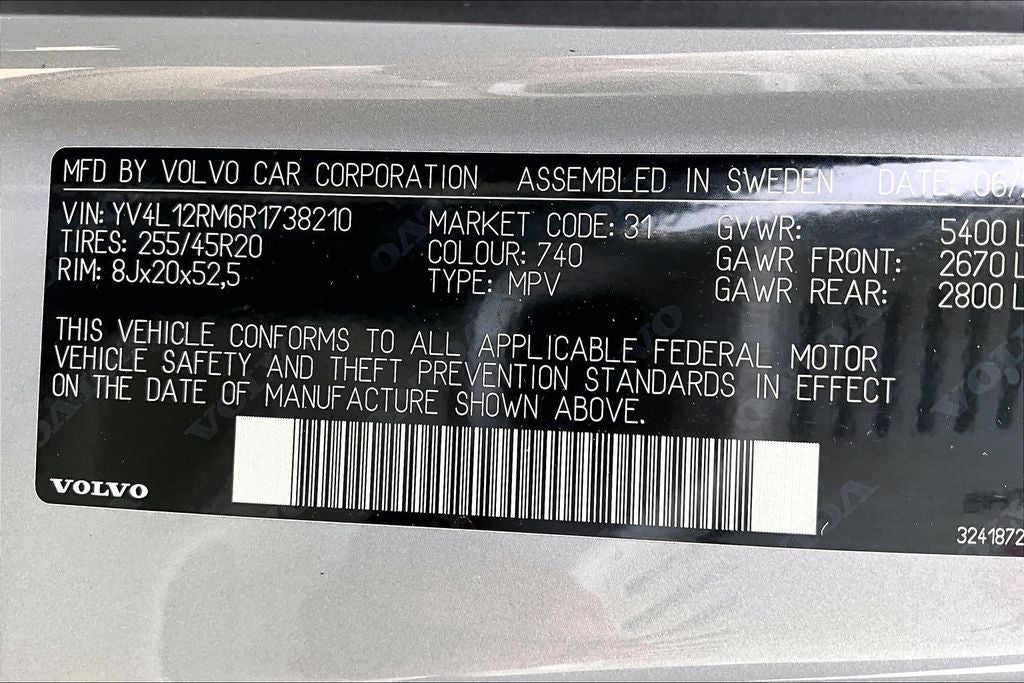 MFD BY VOLVO CAR CORPORATION ASSEMBLED IN SWEDEN DATE: 06/
VIN: YV4L12RM6R1738210 MARKET CODE: 31 GVWR: 5400 L
TIRES: 255/45R20 COLOUR: 740 GAWR FRONT: 2670 L
RIM: 8Jx20x52,5 TYPE: MPV GAWR REAR: 2800 L
THIS VEHICLE CONFORMS TO ALL APPLICABLE FEDERAL MOTOR
VEHICLE SAFETY AND THEFT PREVENTION STANDARDS IN EFFECT
ON THE DATE OF MANUFACTURE SHOWN ABOVE.
VOLVO
3241872